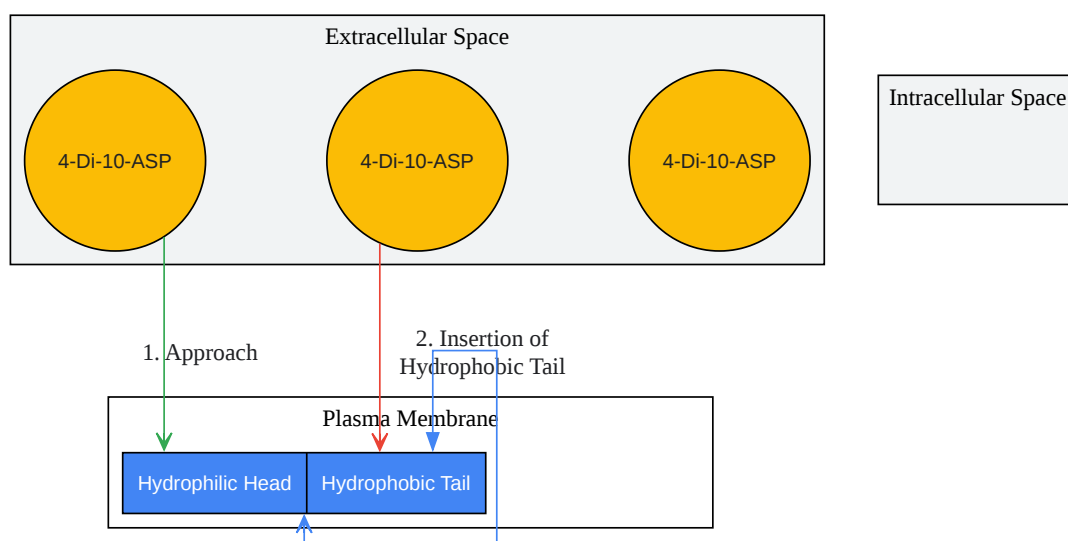 Extracellular Space
Intracellular Space
4-Di-10-ASP
4-Di-10-ASP
4-Di-10-ASP
1. Approach
2. Insertion of
Hydrophobic Tail
Plasma Membrane
Hydrophilic Head
Hydrophobic Tail